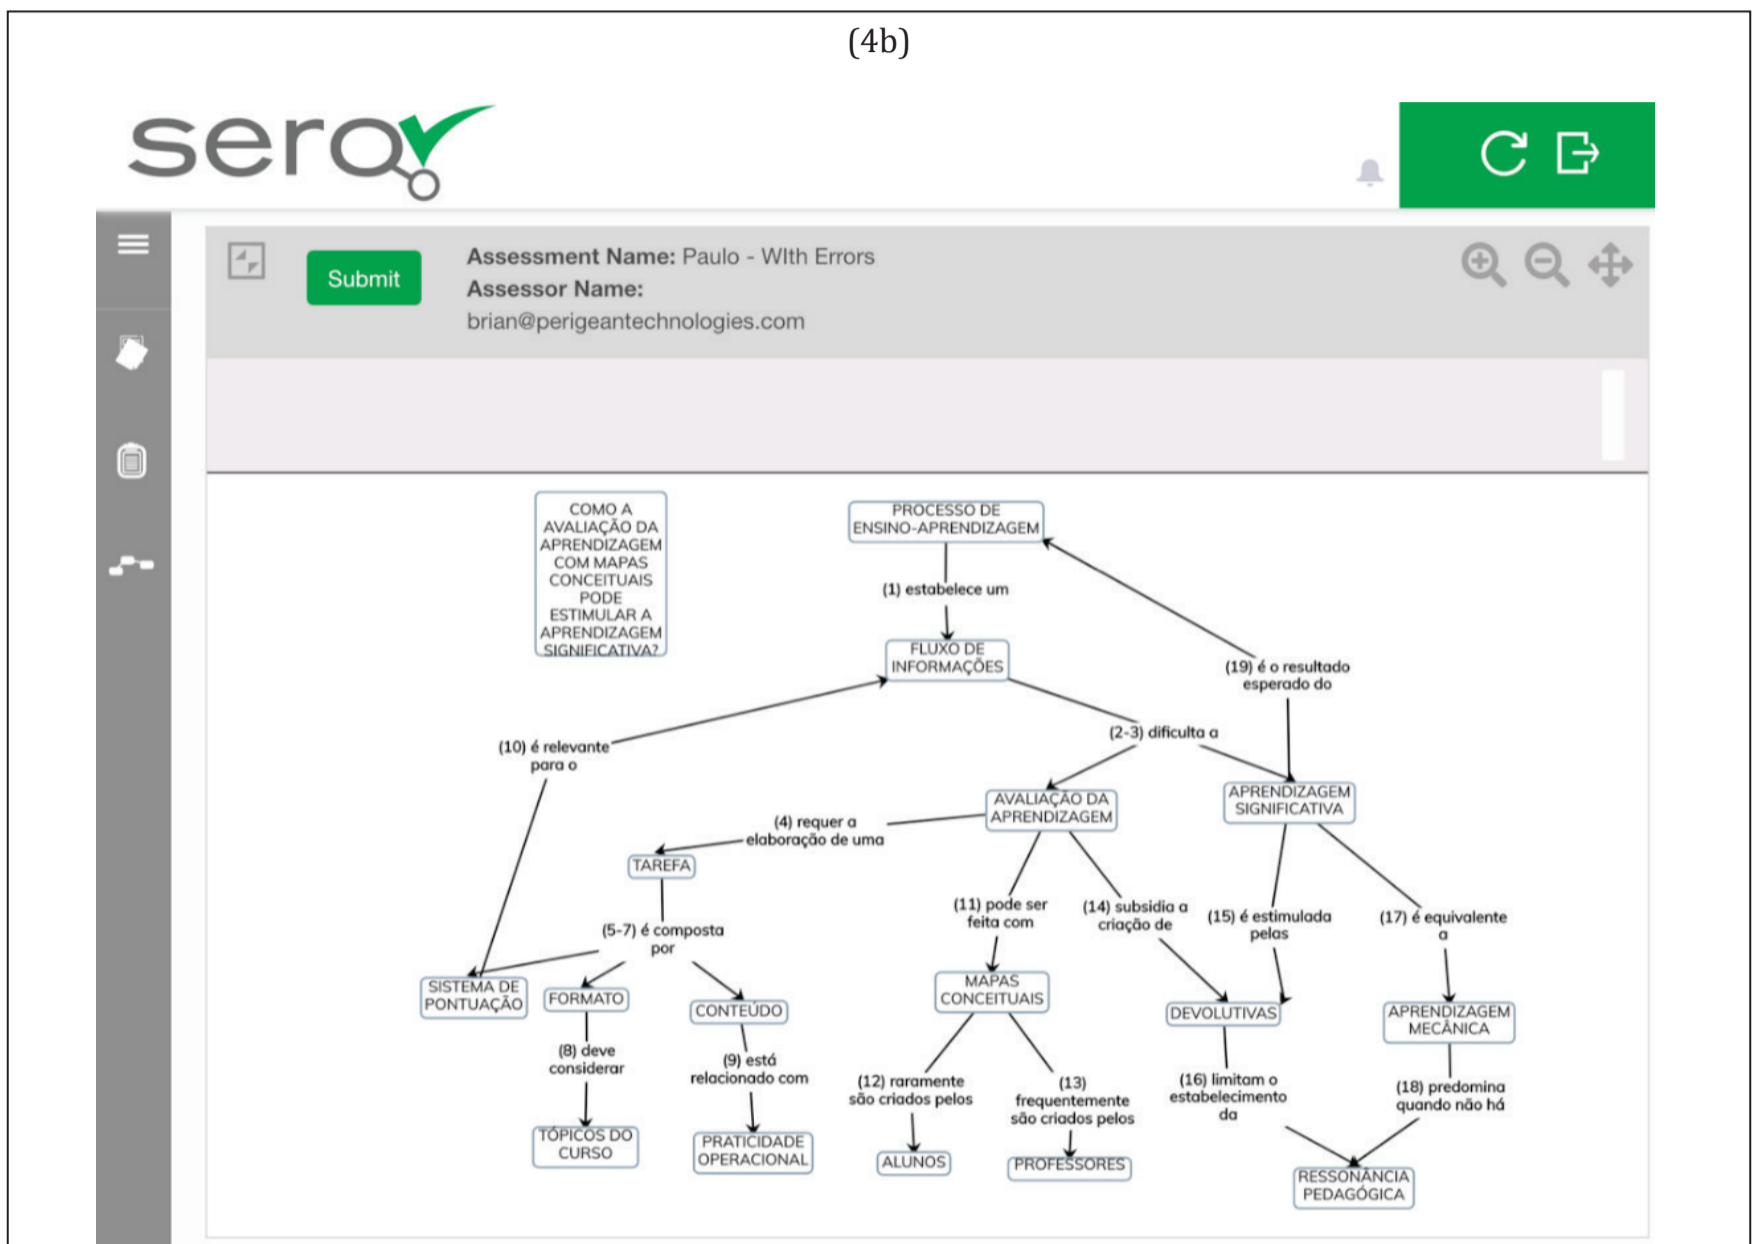 (4b)
sero
Submit
Assessment Name: Paulo - WIth Errors
Assessor Name:
brian@perigeantechnologies.com
COMO A
AVALIAÇÃO DA
APRENDIZAGEM
COM MAPAS
CONCEITUAIS
PODE
ESTIMULAR A
APRENDIZAGEM
SIGNIFICATIVA?
PROCESSO DE
ENSINO-APRENDIZAGEM
(1) estabelece um
FLUXO DE
INFORMAÇÕES
(19) é o resultado
esperado do
(10) é relevante
para o
(2-3) dificulta a
AVALIAÇÃO DA
APRENDIZAGEM
APRENDIZAGEM
SIGNIFICATIVA
(4) requer a
elaboração de uma
TAREFA
(5-7) é composta
por
(11) pode ser
feita com
(14) subsidia a
criação de
(15) é estimulada
pelas
(17) é equivalente
a
SISTEMA DE
PONTUAÇÃO
FORMATO
CONTEÚDO
MAPAS
CONCEITUAIS
DEVOLUTIVAS
APRENDIZAGEM
MECÂNICA
(8) deve
considerar
(9) está
relacionado com
(12) raramente
são criados pelos
(13)
frequentemente
são criados pelos
(16) limitam o
estabelecimento
da
(18) predomina
quando não há
TÓPICOS DO
CURSO
PRATICIDADE
OPERACIONAL
ALUNOS
PROFESSORES
RESSONÂNCIA
PEDAGÓGICA